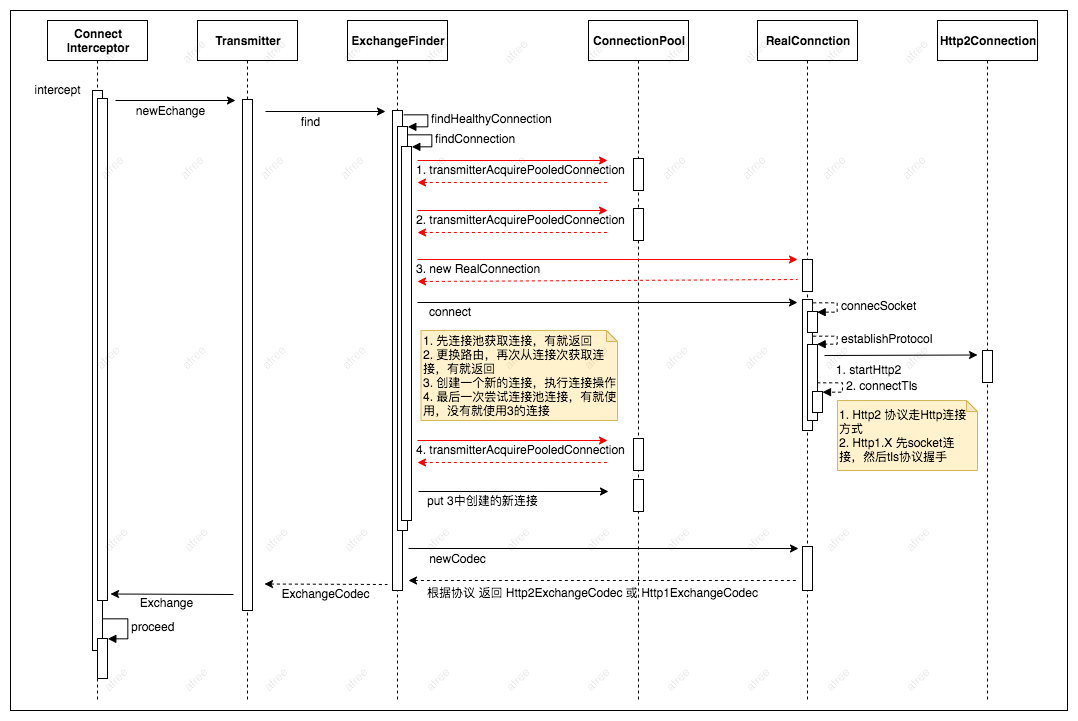 Connect
Interceptor
Transmitter
ExchangeFinder
ConnectionPool
RealConnction
Http2Connection
intercept
newEchange
find
findHealthyConnection
findConnection
1. transmitterAcquirePooledConnection
2. transmitterAcquirePooledConnection
3. new RealConnection
connecSocket
connect
1. 先连接池获取连接，有就返回
2. 更换路由，再次从连接次获取连
接，有就返回
3. 创建一个新的连接，执行连接操作
4. 最后一次尝试连接池连接，有就使
用，没有就使用3的连接
establishProtocol
1. startHttp2
2. connectTls
1. Http2 协议走Http连接
方式
2. Http1.X 先socket连
接，然后tls协议握手
4. transmitterAcquirePooledConnection
put 3中创建的新连接
newCodec
根据协议 返回 Http2ExchangeCodec 或 Http1ExchangeCodec
ExchangeCodec
Exchange
proceed